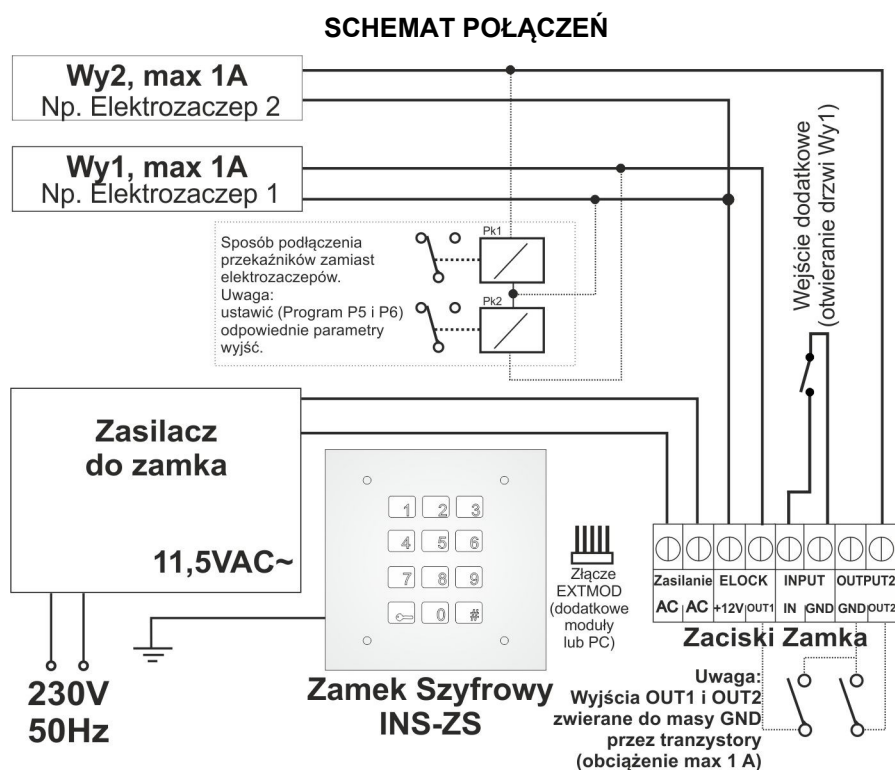 SCHEMAT POŁĄCZEŃ
Wy2, max 1A
Np. Elektrozaczep 2
Wy1, max 1A
Np. Elektrozaczep 1
Sposób podłączenia
przekaźników zamiast
elektrozaczepów.
Uwaga:
ustawić (Program P5 i P6)
odpowiednie parametry
wyjść.
Pk1
Pk2
Wejście dodatkowe
(otwieranie drzwi Wy1)
Zasilacz
do zamka
11,5VAC~
230V
50Hz
1 2 3
4 5 6
7 8 9
0 #
Zamek Szyfrowy
INS-ZS
Złącze
EXTMOD
(dodatkowe
moduły
lub PC)
Zasilanie ELOCK INPUT OUTPUT2
AC AC +12V OUT1 IN GND GND OUT2
Zaciski Zamka
Uwaga:
Wyjścia OUT1 i OUT2
zwierane do masy GND
przez tranzystory
(obciążenie max 1 A)